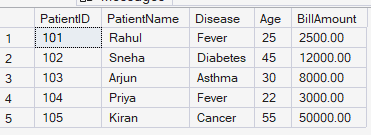 Messages
PatientID PatientName Disease Age BillAmount
1 101 Rahul Fever 25 2500.00
2 102 Sneha Diabetes 45 12000.00
3 103 Arjun Asthma 30 8000.00
4 104 Priya Fever 22 3000.00
5 105 Kiran Cancer 55 50000.00